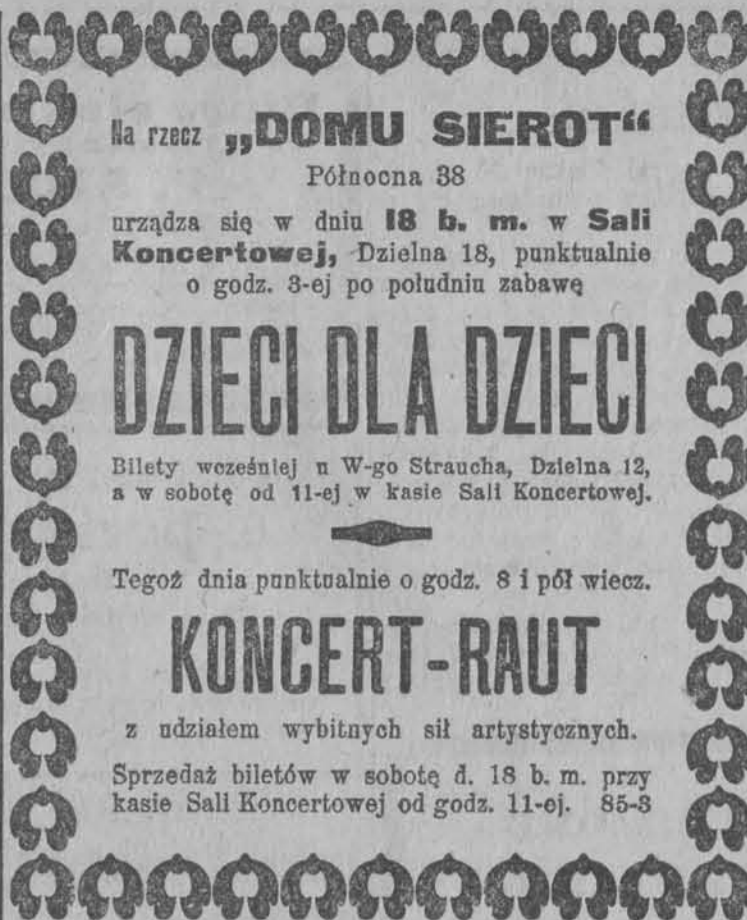 Na rzecz „DOMU SIEROT“
Północna 38
urządza się w dniu 18 b. m. w Sali
Koncertowej, Dzielna 18, punktualnie
o godz. 3-ej po południu zabawę
DZIECI DLA DZIECI
Bilety wcześniej u W-go Straucha, Dzielna 12,
a w sobotę od 11-ej w kasie Sali Koncertowej.
Tegoż dnia punktualnie o godz. 8 i pół wiecz.
KONCERT-RAUT
z udziałem wybitnych sił artystycznych.
Sprzedaż biletów w sobotę d. 18 b. m. przy
kasie Sali Koncertowej od godz. 11-ej. 85-3